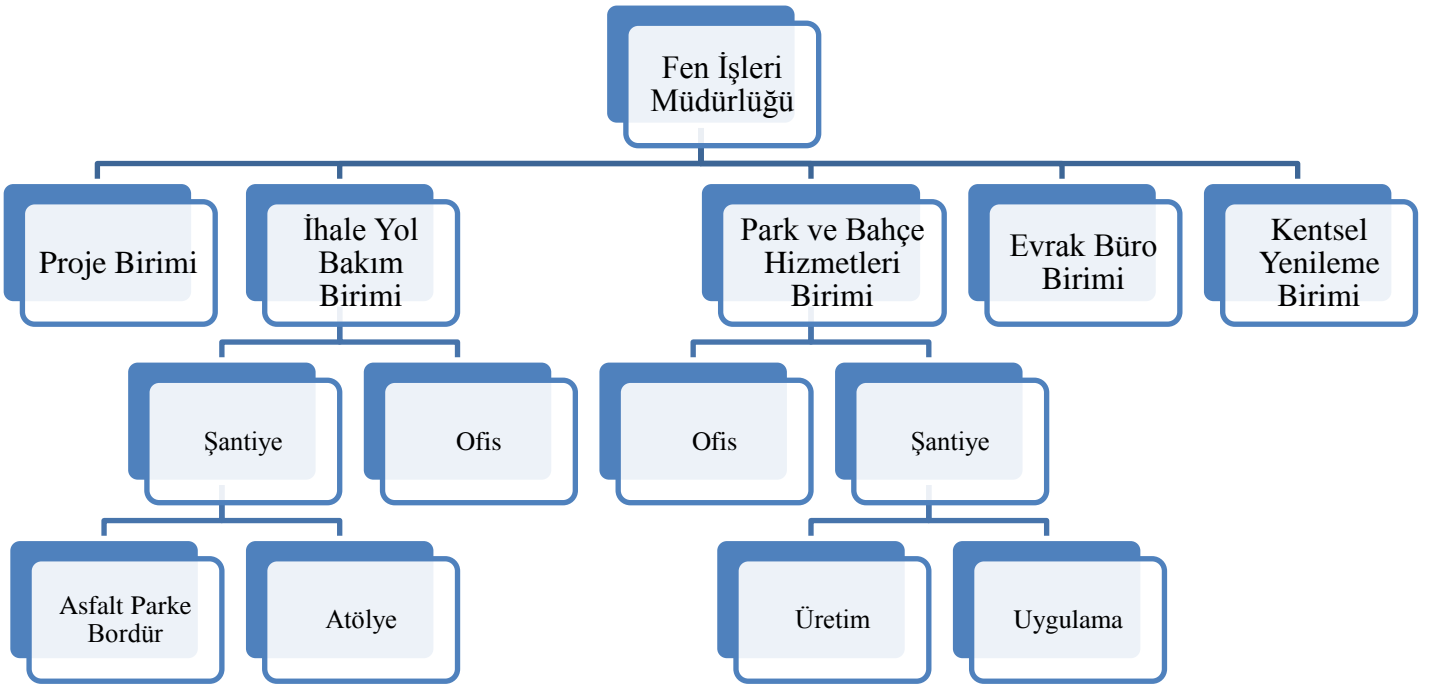 Fen İşleri
Müdürlüğü
Proje Birimi
İhale Yol
Bakım
Birimi
Park ve Bahçe
Hizmetleri
Birimi
Evrak Büro
Birimi
Kentsel
Yenileme
Birimi
Şantiye
Ofis
Ofis
Şantiye
Asfalt Parke
Bordür
Atölye
Üretim
Uygulama